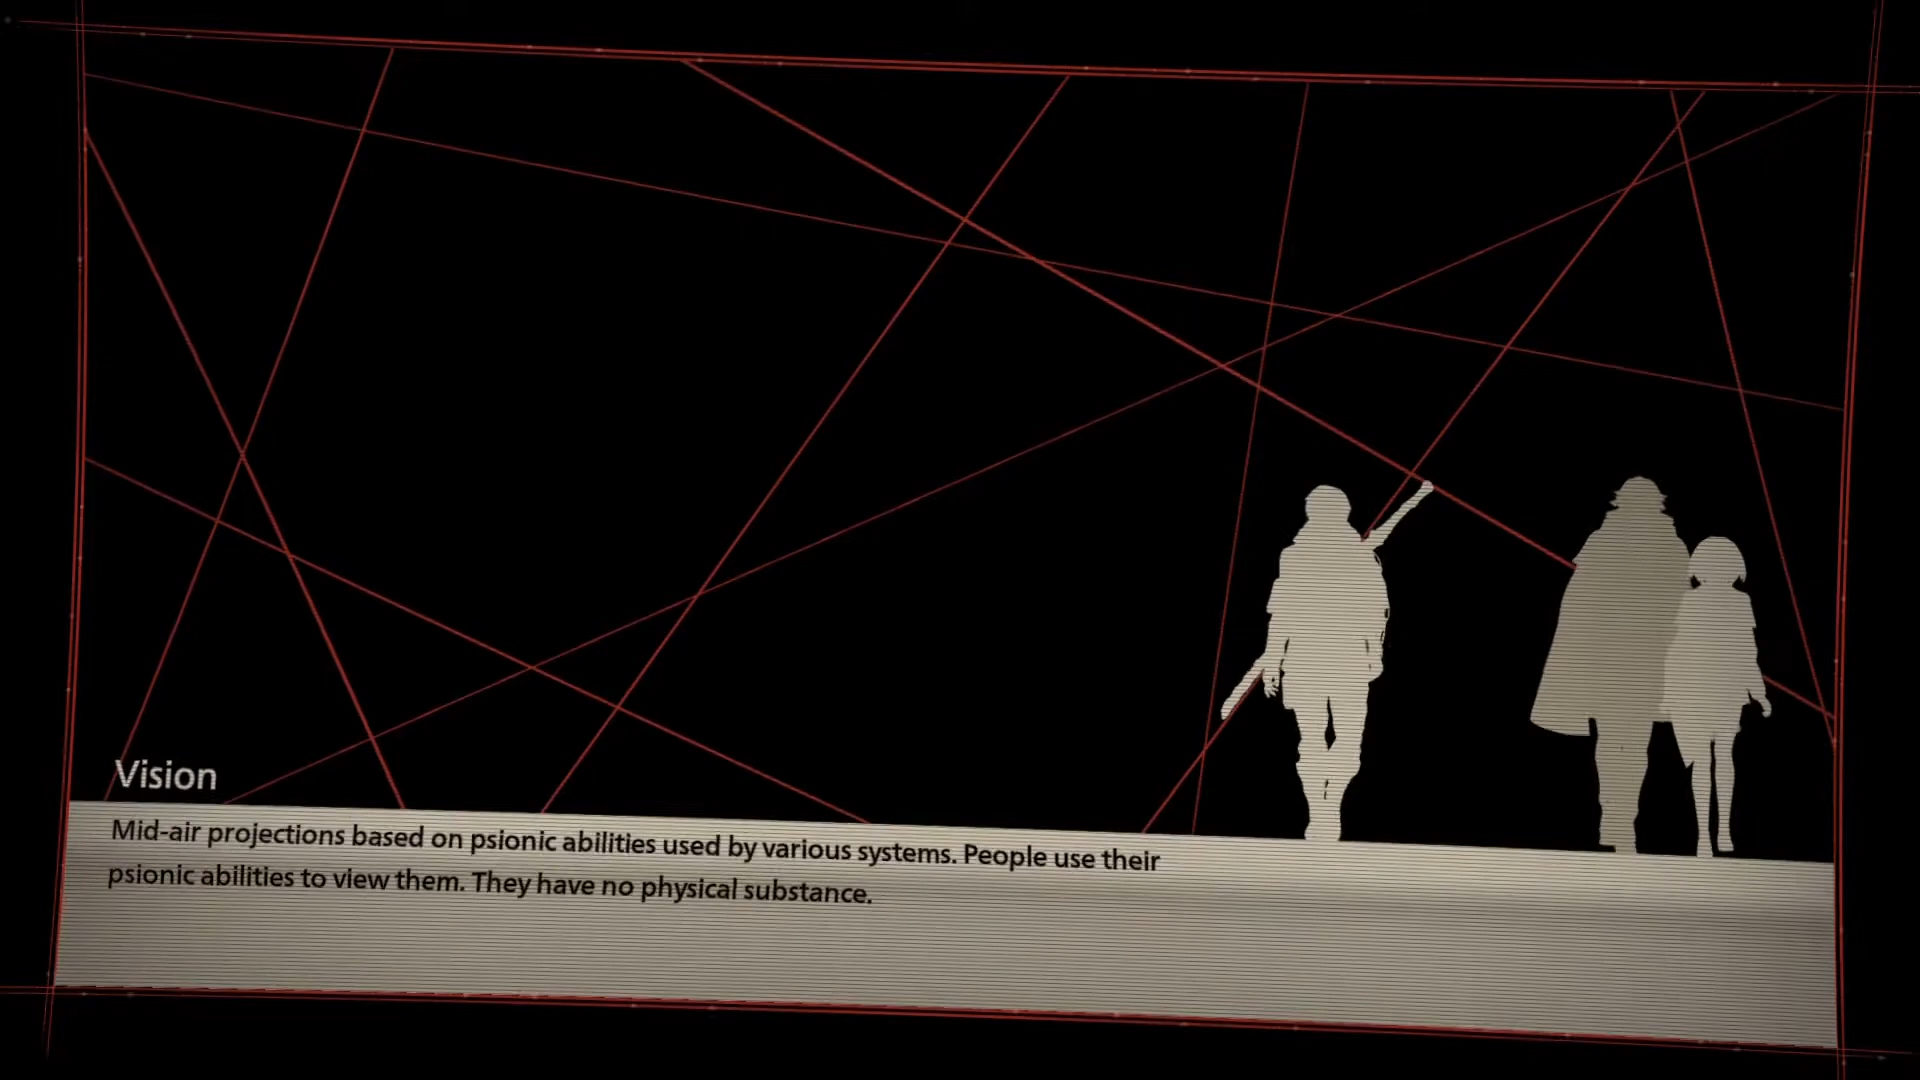 Vision
Mid-air projections based on psionic abilities used by various systems. People use their
psionic abilities to view them. They have no physical substance.